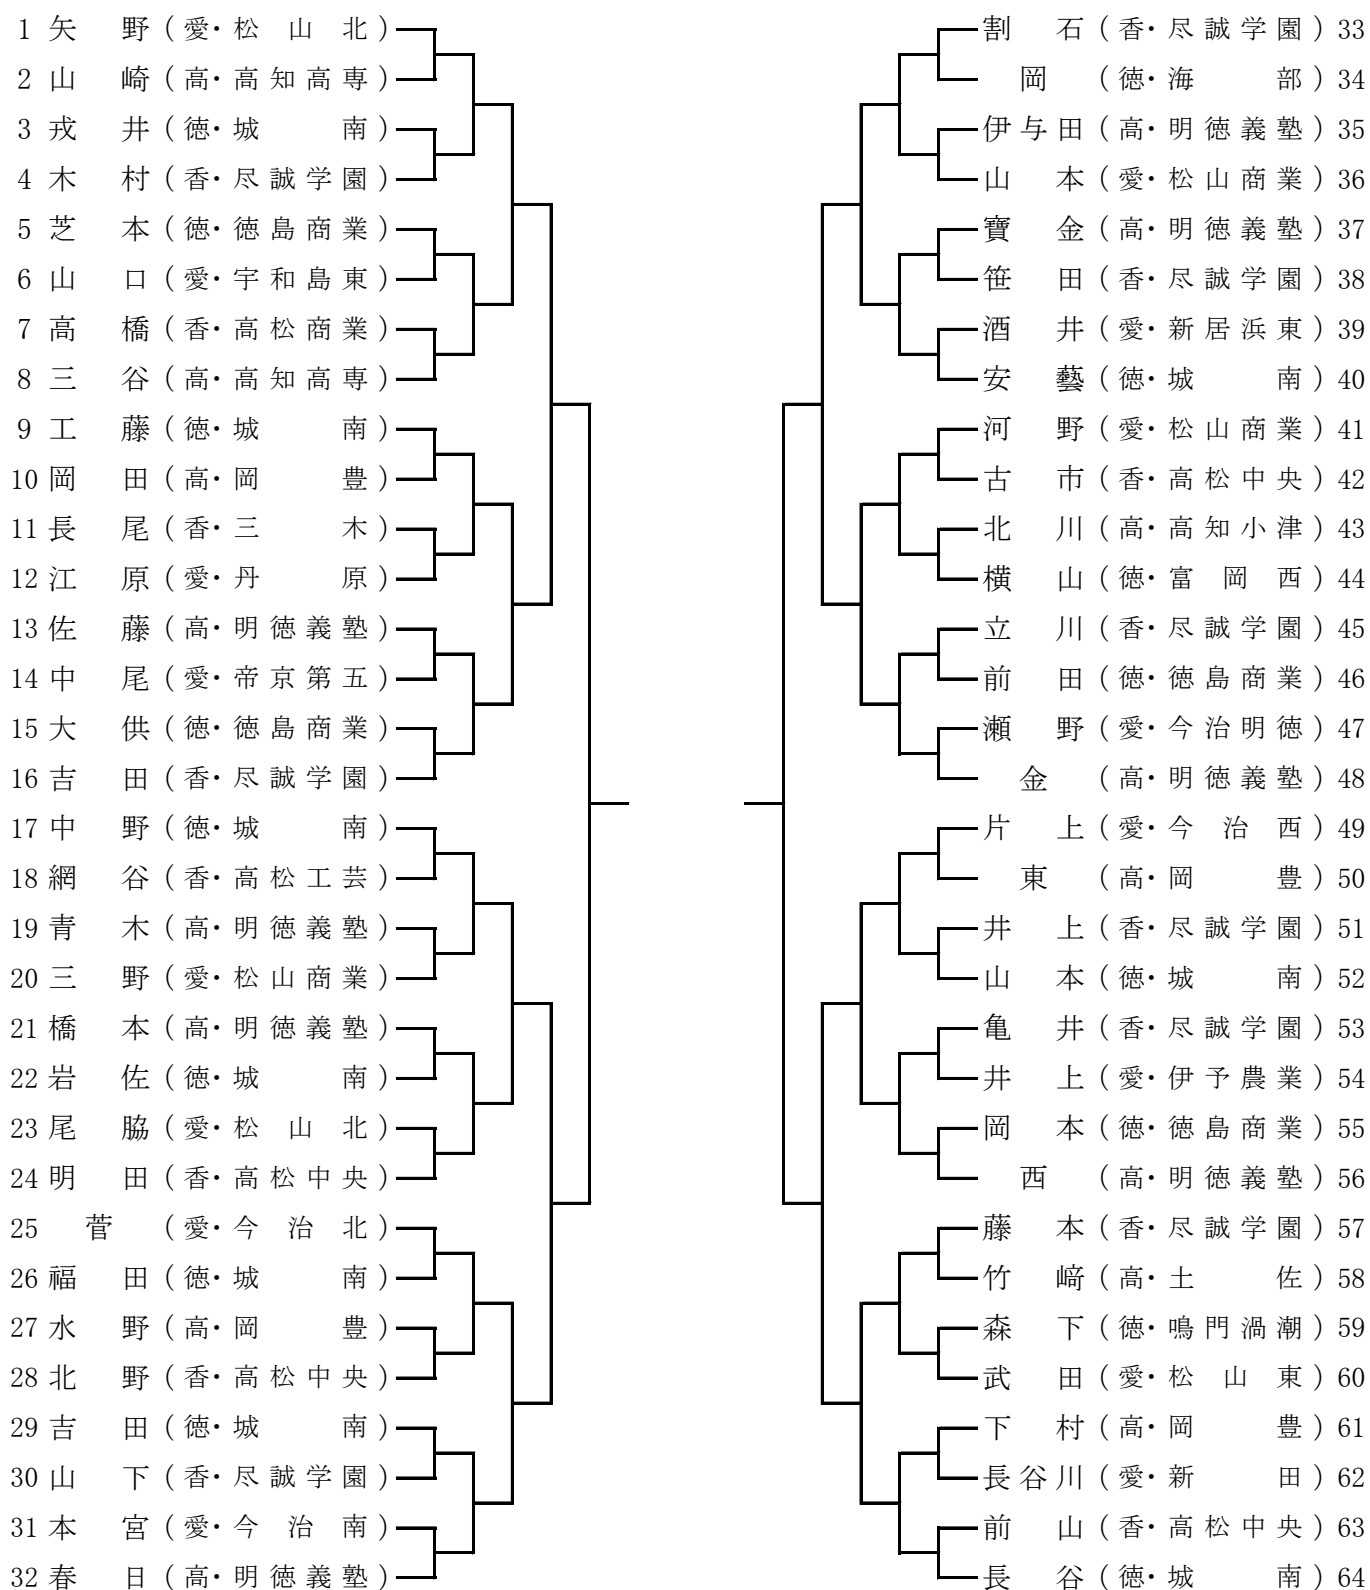 1 矢野(愛・松山北)
2 山崎(高・高知高専)
3 戎井(徳・城南)
4 木村(香・尽誠学園)
5 芝本(徳・徳島商業)
6 山口(愛・宇和島東)
7 高橋(香・高松商業)
8 三谷(高・高知高専)
9 工藤(徳・城南)
10 岡田(高・岡豊)
11 長尾(香・三木)
12 江原(愛・丹原)
13 佐藤(高・明徳義塾)
14 中尾(愛・帝京第五)
15 大供(徳・徳島商業)
16 吉田(香・尽誠学園)
17 中野(徳・城南)
18 網谷(香・高松工芸)
19 青木(高・明徳義塾)
20 三野(愛・松山商業)
21 橋本(高・明徳義塾)
22 岩佐(徳・城南)
23 尾脇(愛・松山北)
24 明田(香・高松中央)
25 菅(愛・今治北)
26 福田(徳・城南)
27 水野(高・岡豊)
28 北野(香・高松中央)
29 吉田(徳・城南)
30 山下(香・尽誠学園)
31 本宮(愛・今治南)
32 春日(高・明徳義塾)
割石(香・尽誠学園)33
岡(徳・海部)34
伊与田(高・明徳義塾)35
山本(愛・松山商業)36
寶金(高・明徳義塾)37
笹田(香・尽誠学園)38
酒井(愛・新居浜東)39
安藝(徳・城南)40
河野(愛・松山商業)41
古市(香・高松中央)42
北川(高・高知小津)43
横山(徳・富岡西)44
立川(香・尽誠学園)45
前田(徳・徳島商業)46
瀬野(愛・今治明徳)47
金(高・明徳義塾)48
片上(愛・今治西)49
東(高・岡豊)50
井上(香・尽誠学園)51
山本(徳・城南)52
亀井(香・尽誠学園)53
井上(愛・伊予農業)54
岡本(徳・徳島商業)55
西(高・明徳義塾)56
藤本(香・尽誠学園)57
竹﨑(高・土佐)58
森下(徳・鳴門渦潮)59
武田(愛・松山東)60
下村(高・岡豊)61
長谷川(愛・新田)62
前山(香・高松中央)63
長谷(徳・城南)64